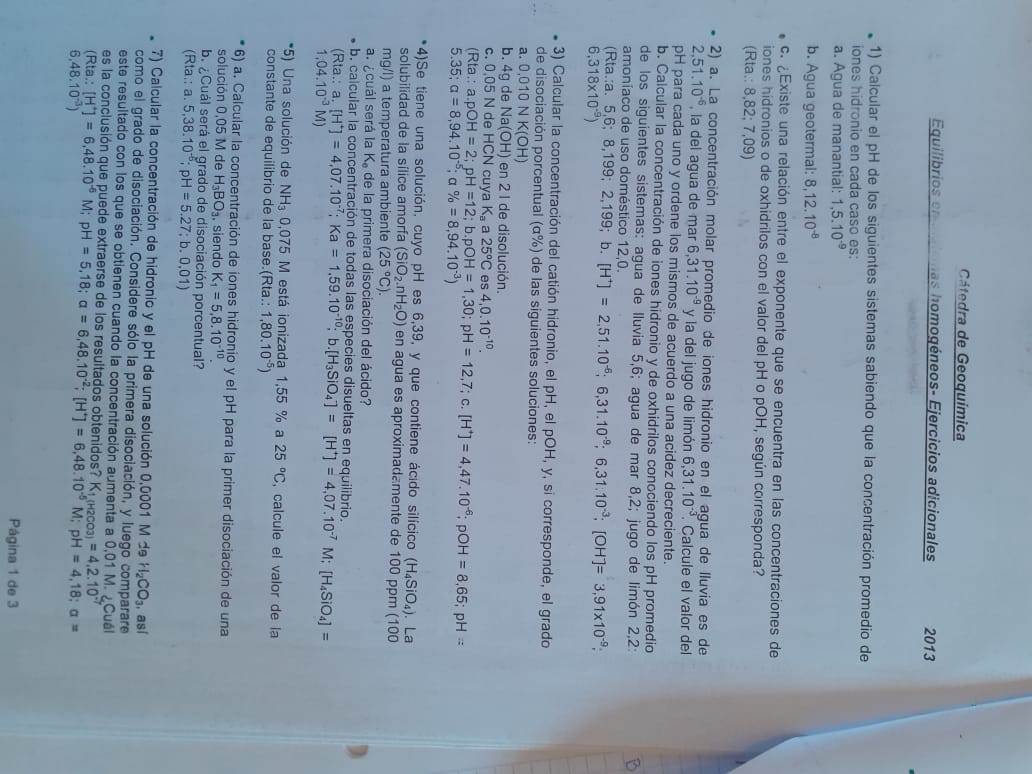 Cátedra de Geoquímica
Equilibrios en homogéneos- Ejercicios adicionales 2013
1) Calcular el pH de los siguientes sistemas sabiendo que la concentración promedio de
iones hidronio en cada caso es:
a. Agua de manantial: 1,5.10⁻⁹
b. Agua geotermal: 8,12.10⁻⁸
c. ¿Existe una relación entre el exponente que se encuentra en las concentraciones de
iones hidronios o de oxhidrilos con el valor del pH o pOH, según corresponda?
(Rta.: 8,82; 7,09)
2) a. La concentración molar promedio de iones hidronio en el agua de lluvia es de
2,51.10⁻⁶, la del agua de mar 6,31.10⁻⁹ y la del jugo de limón 6,31.10⁻³. Calcule el valor del
pH para cada uno y ordene los mismos de acuerdo a una acidez decreciente.
b. Calcular la concentración de iones hidronio y de oxhidrilos conociendo los pH promedio
de los siguientes sistemas: agua de lluvia 5,6; agua de mar 8,2; jugo de limón 2,2:
amoníaco de uso doméstico 12,0.
(Rta.:a. 5,6; 8,199; 2,199; b. [H⁺] = 2,51.10⁻⁶; 6,31.10⁻⁹; 6,31.10⁻³; [OH⁻]= 3,91x10⁻⁹;
6,318x10⁻⁹)
3) Calcular la concentración del catión hidronio, el pH, el pOH, y, si corresponde, el grado
de disociación porcentual (α%) de las siguientes soluciones:
a. 0,010 N K(OH)
b. 4g de Na(OH) en 2 l de disolución.
c. 0,05 N de HCN cuya Kₐ a 25ºC es 4,0.10⁻¹⁰.
(Rta.: a.pOH = 2; pH =12; b.pOH = 1,30; pH = 12,7; c. [H⁺] = 4,47.10⁻⁶; pOH = 8,65; pH =
5.35; α = 8,94.10⁻⁵; α % = 8,94.10⁻³)
4)Se tiene una solución, cuyo pH es 6,39, y que contiene ácido silícico (H₄SiO₄). La
solubilidad de la sílice amorfa (SiO₂.nH₂O) en agua es aproximadamente de 100 ppm (100
mg/l) a temperatura ambiente (25 ºC).
a. ¿cuál será la Kₑ de la primera disociación del ácido?
b. calcular la concentración de todas las especies disueltas en equilibrio.
(Rta.: a. [H⁺] = 4,07.10⁻⁷; Ka = 1,59.10⁻¹⁰; b.[H₃SiO₄⁻] = [H⁺] = 4,07.10⁻⁷ M; [H₄SiO₄] =
1,04.10⁻³ M)
5) Una solución de NH₃ 0,075 M está ionizada 1,55 % a 25 ºC, calcule el valor de la
constante de equilibrio de la base.(Rta.: 1,80.10⁻⁵)
6) a. Calcular la concentración de iones hidronio y el pH para la primer disociación de una
solución 0,05 M de H₃BO₃, siendo K₁ = 5,8.10⁻¹⁰.
b. ¿Cuál será el grado de disociación porcentual?
(Rta.: a. 5,38.10⁻⁶; pH = 5.27; b. 0,01)
7) Calcular la concentración de hidronio y el pH de una solución 0,0001 M de H₂CO₃, así
como el grado de disociación. Considere sólo la primera disociación, y luego comparare
este resultado con los que se obtienen cuando la concentración aumenta a 0,01 M. ¿Cuál
es la conclusión que puede extraerse de los resultados obtenidos? K₁ (H2CO3) = 4,2.10⁻⁷
(Rta.: [H⁺] = 6,48.10⁻⁶ M; pH = 5,18; α = 6,48.10⁻²; [H⁺] = 6,48.10⁻⁵ M; pH = 4,18; α =
6,48.10⁻³)
Página 1 de 3